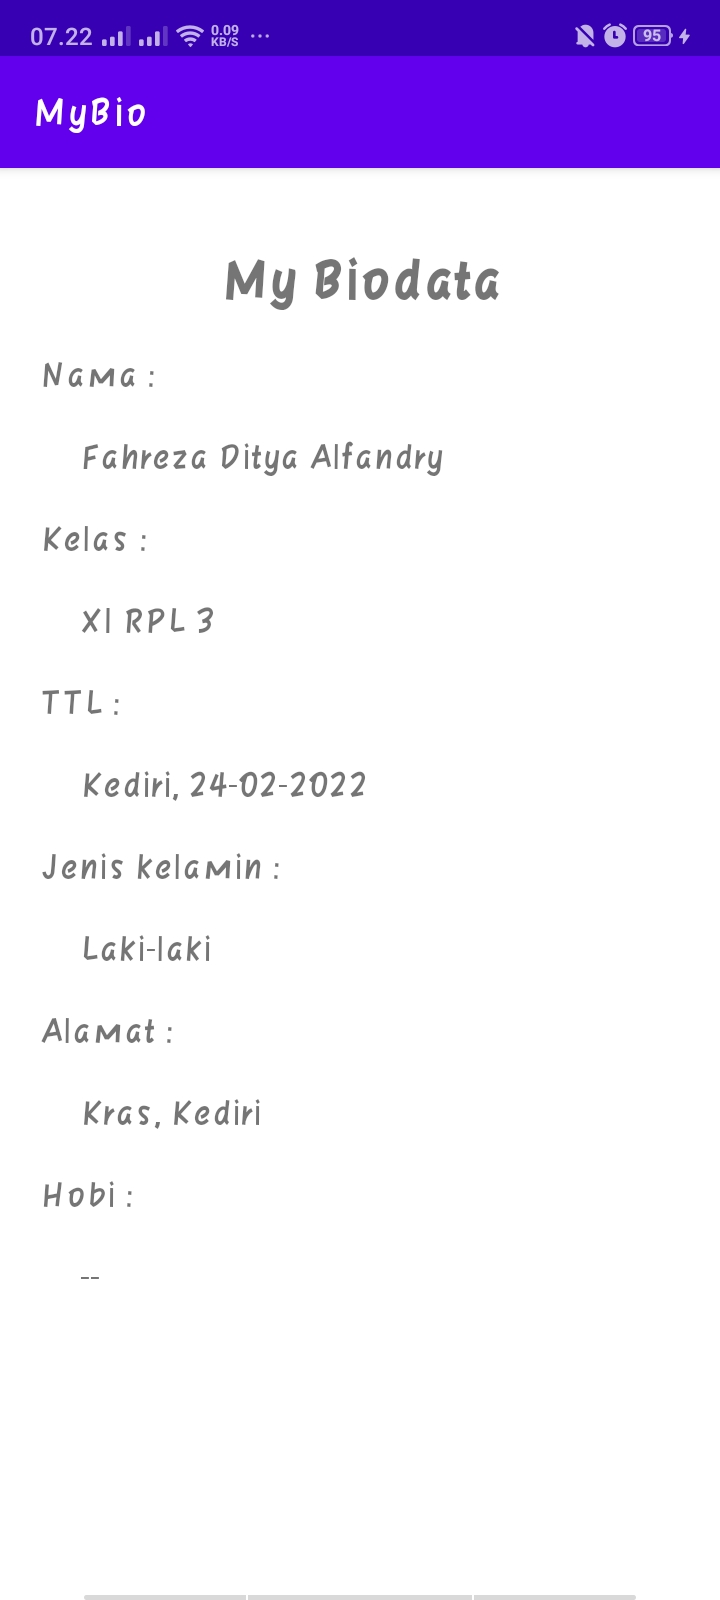 07.22 0.09 KB/S ... 95
MyBio
My Biodata
Nama :
Fahreza Ditya Alfandry
Kelas :
XI RPL 3
TTL :
Kediri, 24-02-2022
Jenis kelamin :
Laki-laki
Alamat :
Kras, Kediri
Hobi :
--